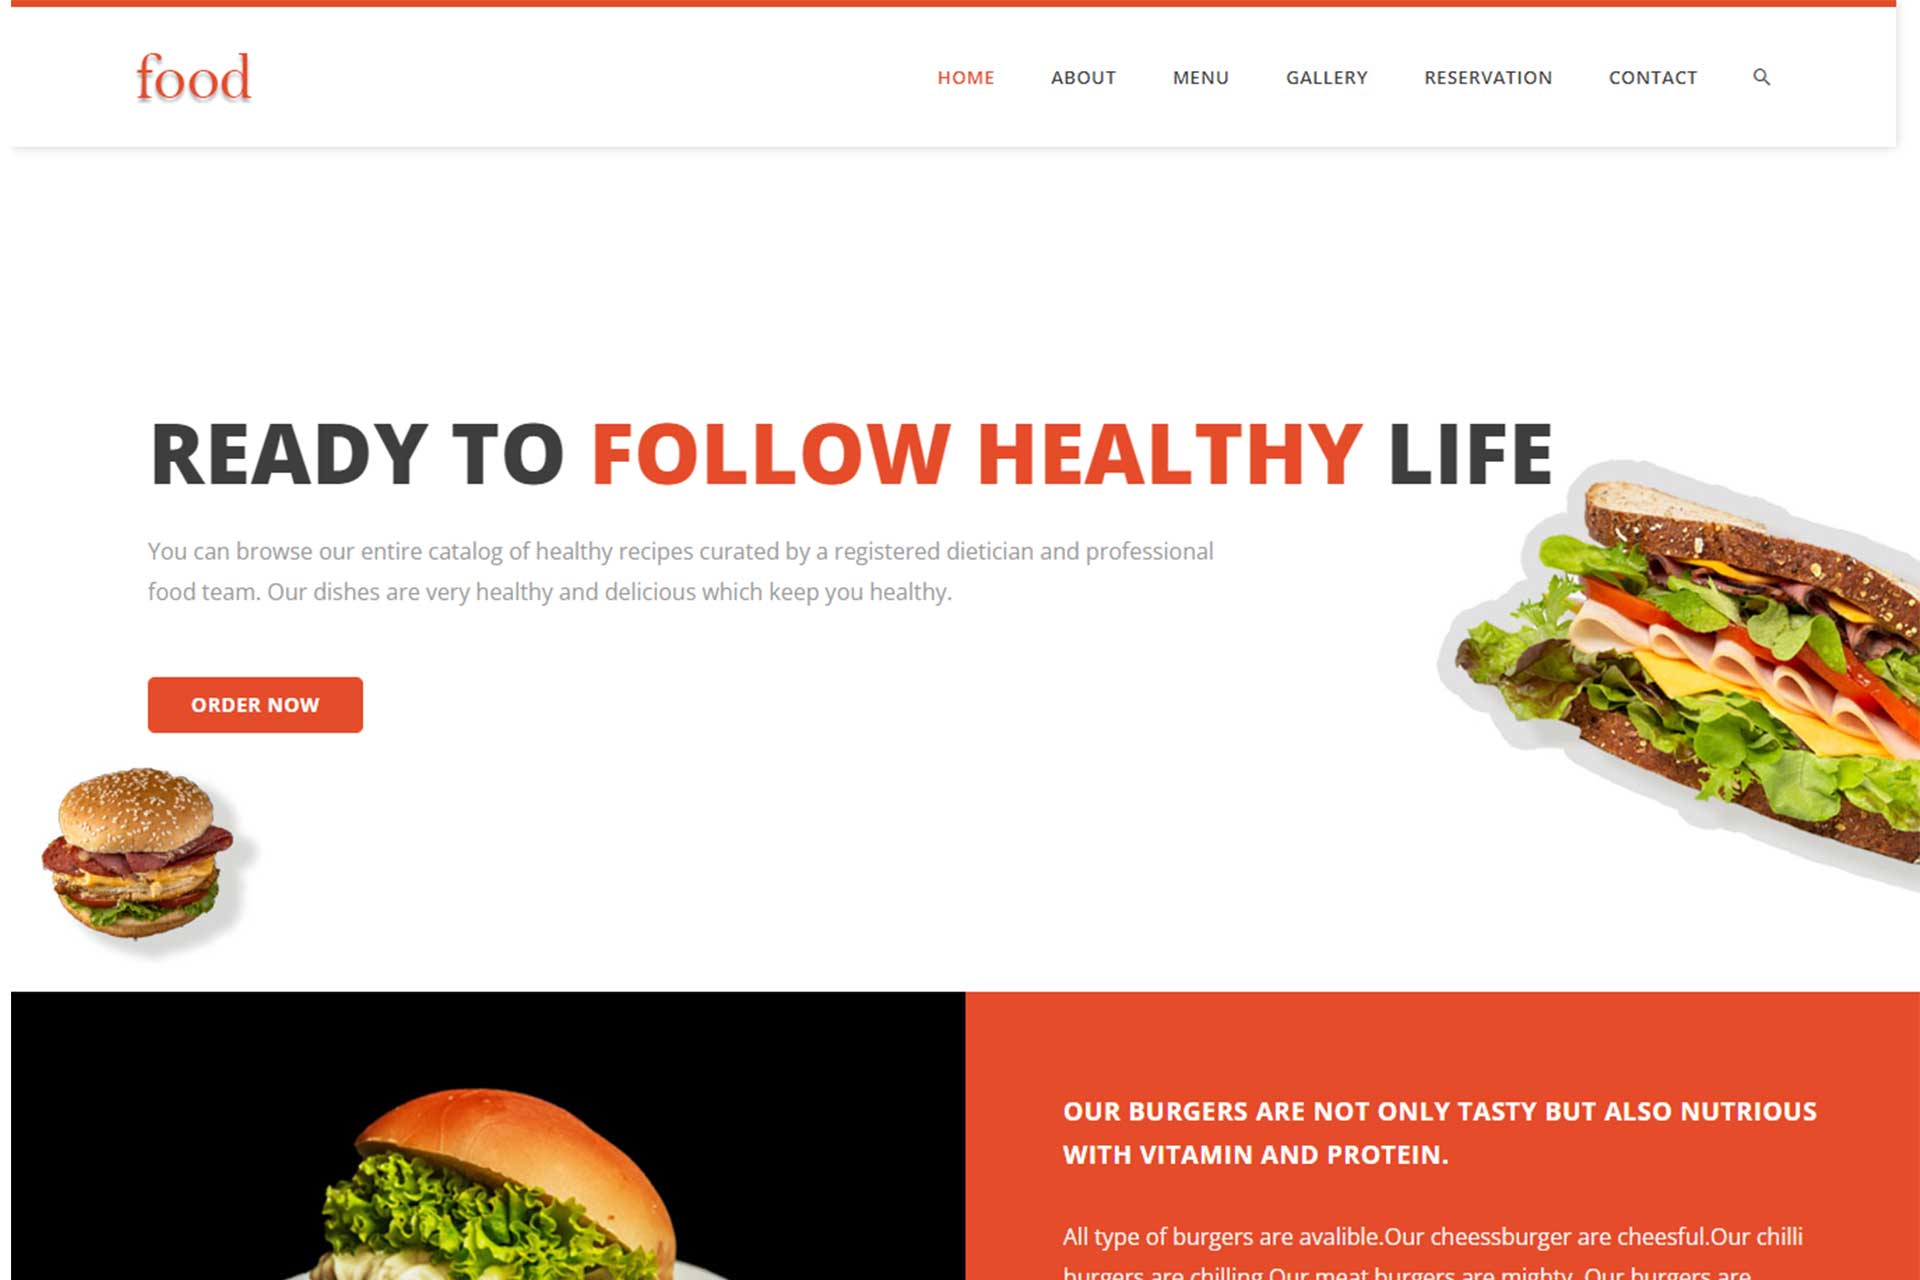 food
HOME ABOUT MENU GALLERY RESERVATION CONTACT
READY TO FOLLOW HEALTHY LIFE
You can browse our entire catalog of healthy recipes curated by a registered dietician and professional
food team. Our dishes are very healthy and delicious which keep you healthy.
ORDER NOW
OUR BURGERS ARE NOT ONLY TASTY BUT ALSO NUTRIOUS
WITH VITAMIN AND PROTEIN.
All type of burgers are avalible.Our cheessburger are cheesful.Our chilli
burgers are chilling.Our meat burgers are mighty. Our burgers are